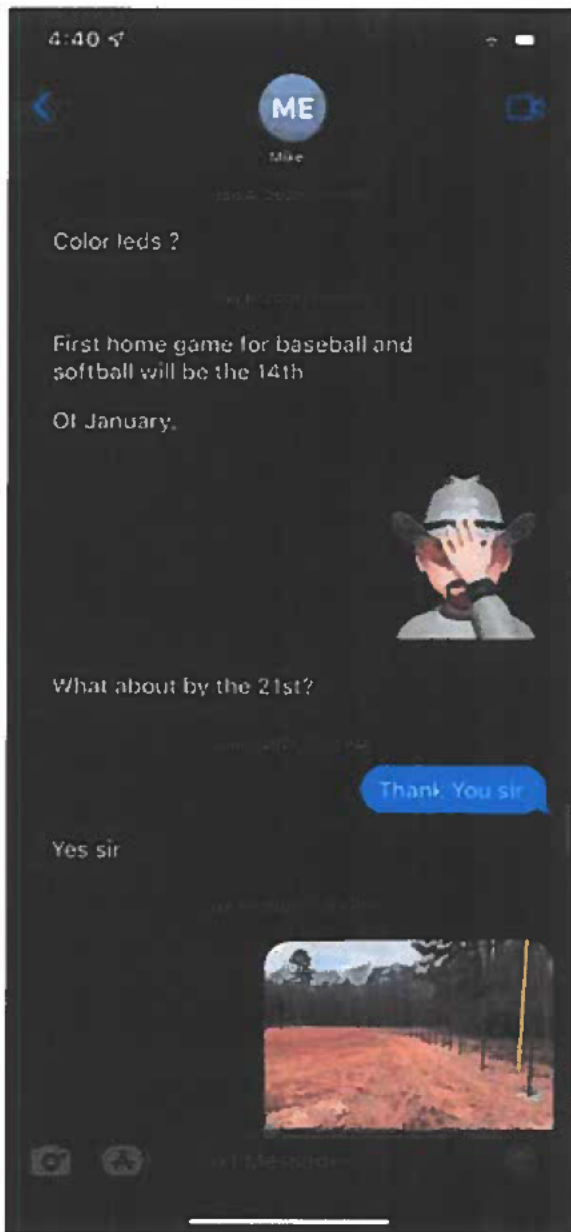 4:40
ME
Mike
Color leds ?
First home game for baseball and
softball will be the 14th
Of January.
What about by the 21st?
Thank You sir
Yes sir